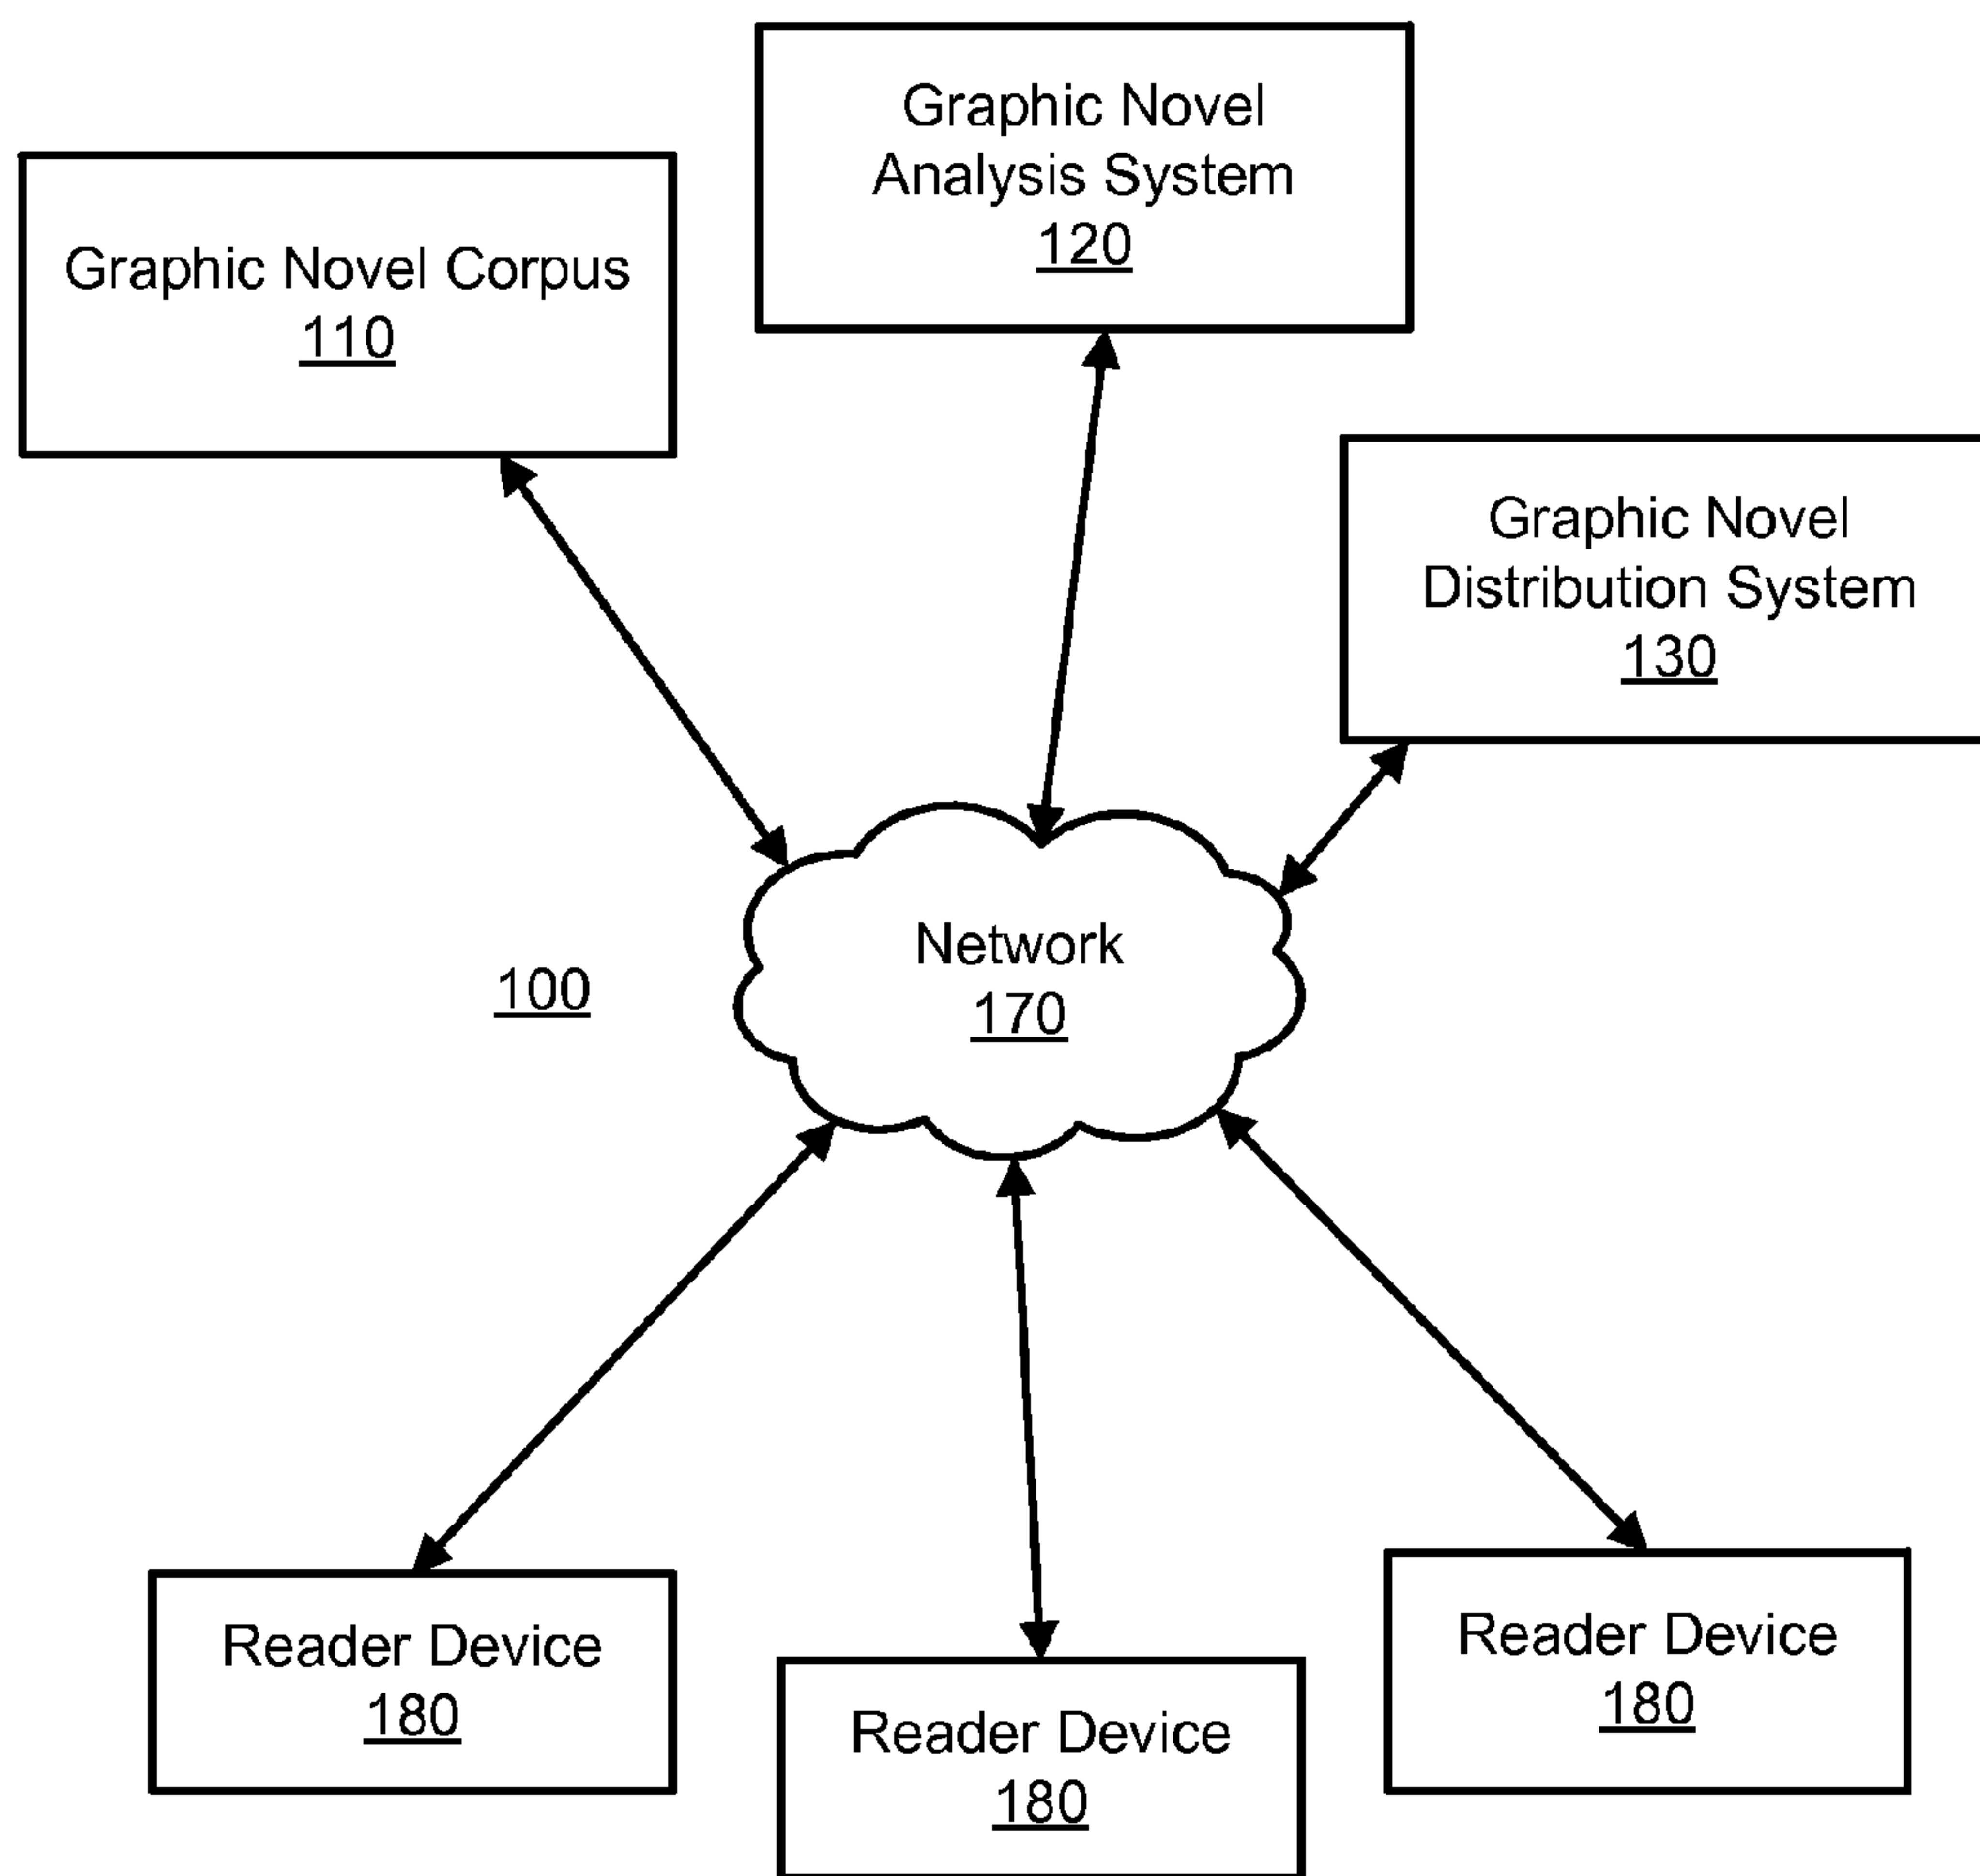 Graphic Novel
Analysis System
120
Graphic Novel Corpus
110
Graphic Novel
Distribution System
130
Network
170
100
Reader Device
180
Reader Device
180
Reader Device
180